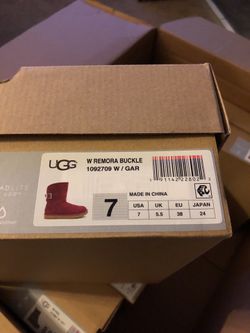 UGG
W REMORA BUCKLE
1092709 W / GAR
7
MADE IN CHINA
USA UK EU JAPAN
7 5.5 38 24